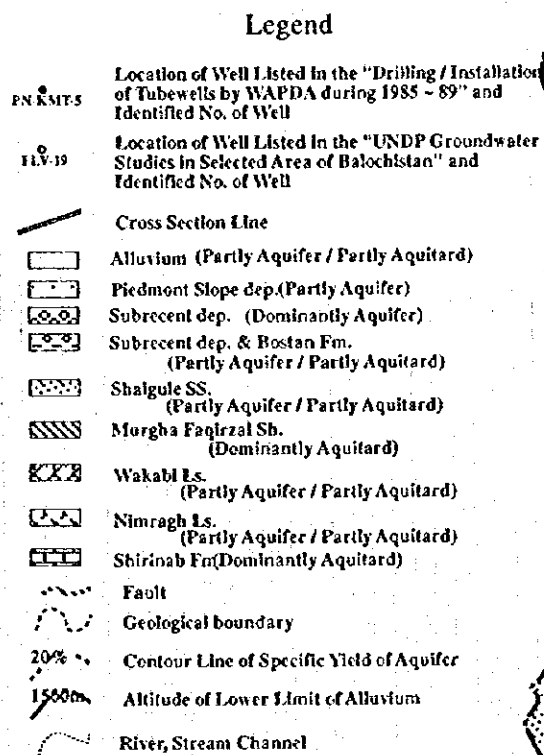 Legend
PN-KMT-5
Location of Well Listed in the "Drilling / Installation
of Tubewells by WAPDA during 1985 ~ 89" and
Identified No. of Well
ELV-19
Location of Well Listed in the "UNDP Groundwater
Studies in Selected Area of Balochistan" and
Identified No. of Well
Cross Section Line
Alluvium (Partly Aquifer / Partly Aquitard)
Piedmont Slope dep.(Partly Aquifer)
Subrecent dep. (Dominantly Aquifer)
Subrecent dep. & Bostan Fm.
(Partly Aquifer / Partly Aquitard)
Shaigule SS.
(Partly Aquifer / Partly Aquitard)
Murgha Faqirzal Sh.
(Dominantly Aquitard)
Wakabi Ls.
(Partly Aquifer / Partly Aquitard)
Nimragh Ls.
(Partly Aquifer / Partly Aquitard)
Shirinab Fm(Dominantly Aquitard)
Fault
Geological boundary
20%
Contour Line of Specific Yield of Aquifer
1500m
Altitude of Lower Limit of Alluvium
River, Stream Channel